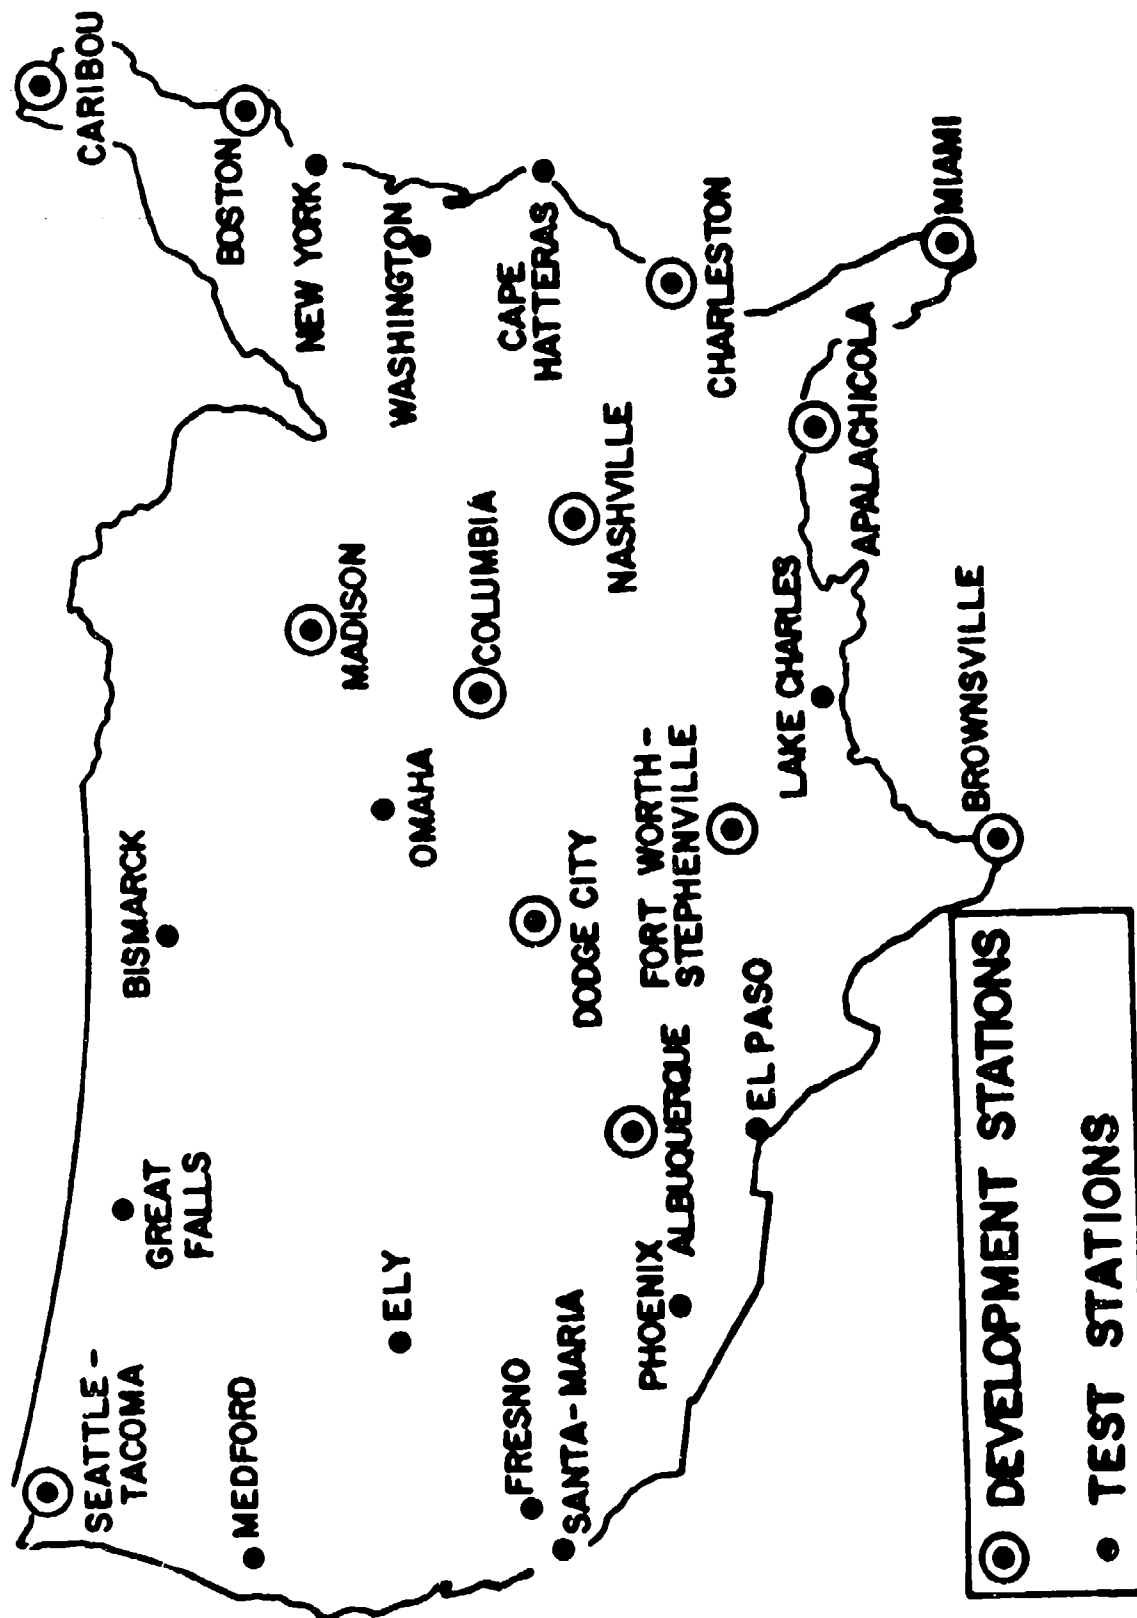 SEATTLE-
TACOMA
MEDFORD
GREAT
FALLS
BISMARCK
ELY
FRESNO
SANTA-MARIA
PHOENIX
ALBUQUERQUE
EL PASO
OMAHA
DODGE CITY
FORT WORTH-
STEPHENVILLE
MADISON
COLUMBIA
NASHVILLE
LAKE CHARLES
BROWNSVILLE
APALACHICOLA
CARIBOU
BOSTON
NEW YORK
WASHINGTON
CAPE
HATTERAS
CHARLESTON
MIAMI
DEVELOPMENT STATIONS
TEST STATIONS